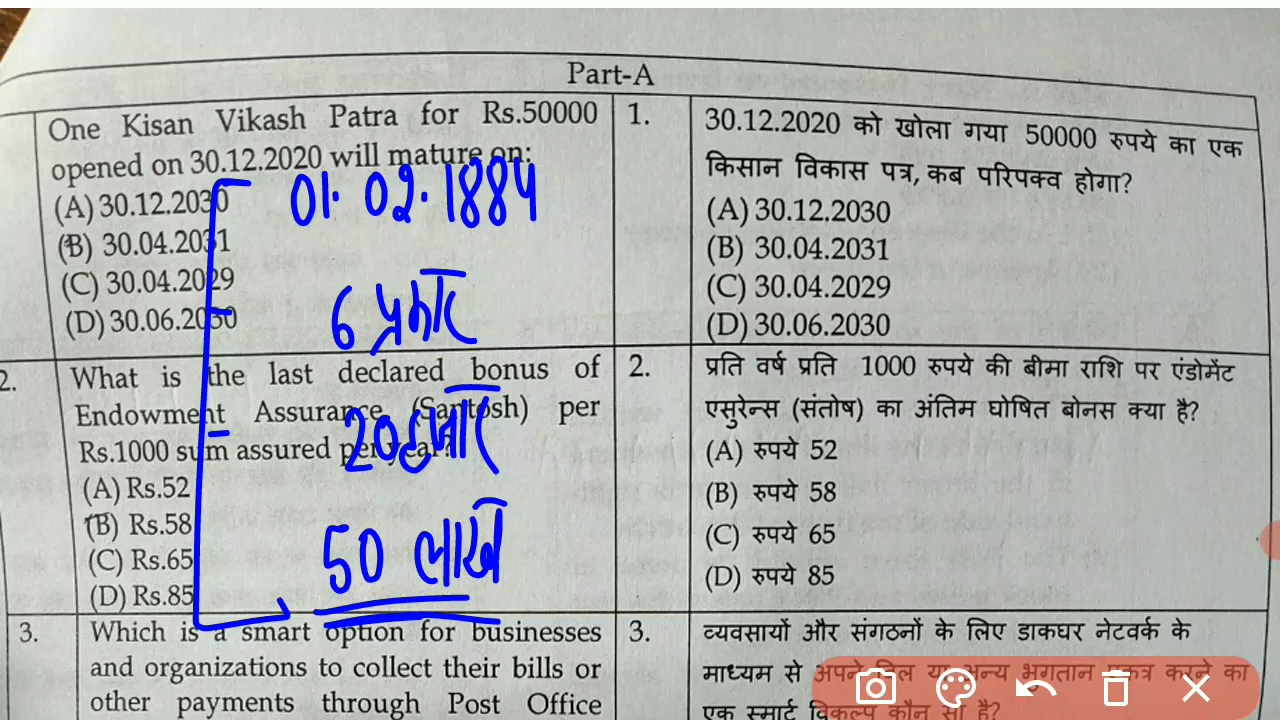 Part-A
One Kisan Vikash Patra for Rs.50000
opened on 30.12.2020 will mature on:
(A) 30.12.2030
(B) 30.04.2031
(C) 30.04.2029
(D) 30.06.2030
1.
30.12.2020 को खोला गया 50000 रुपये का एक
किसान विकास पत्र, कब परिपक्व होगा?
(A) 30.12.2030
(B) 30.04.2031
(C) 30.04.2029
(D) 30.06.2030
01.02.1884
6 प्रकार
20 हजार
50 लाख
2.
What is the last declared bonus of
Endowment Assurance (Santosh) per
Rs.1000 sum assured per year?
(A) Rs.52
(B) Rs.58
(C) Rs.65
(D) Rs.85
2.
प्रति वर्ष प्रति 1000 रुपये की बीमा राशि पर एंडोमेंट
एसुरेन्स (संतोष) का अंतिम घोषित बोनस क्या है?
(A) रुपये 52
(B) रुपये 58
(C) रुपये 65
(D) रुपये 85
3.
Which is a smart option for businesses
and organizations to collect their bills or
other payments through Post Office
3.
व्यवसायों और संगठनों के लिए डाकघर नेटवर्क के
माध्यम से अपने बिल या अन्य भुगतान एकत्र करने का
एक स्मार्ट विकल्प कौन सा है?